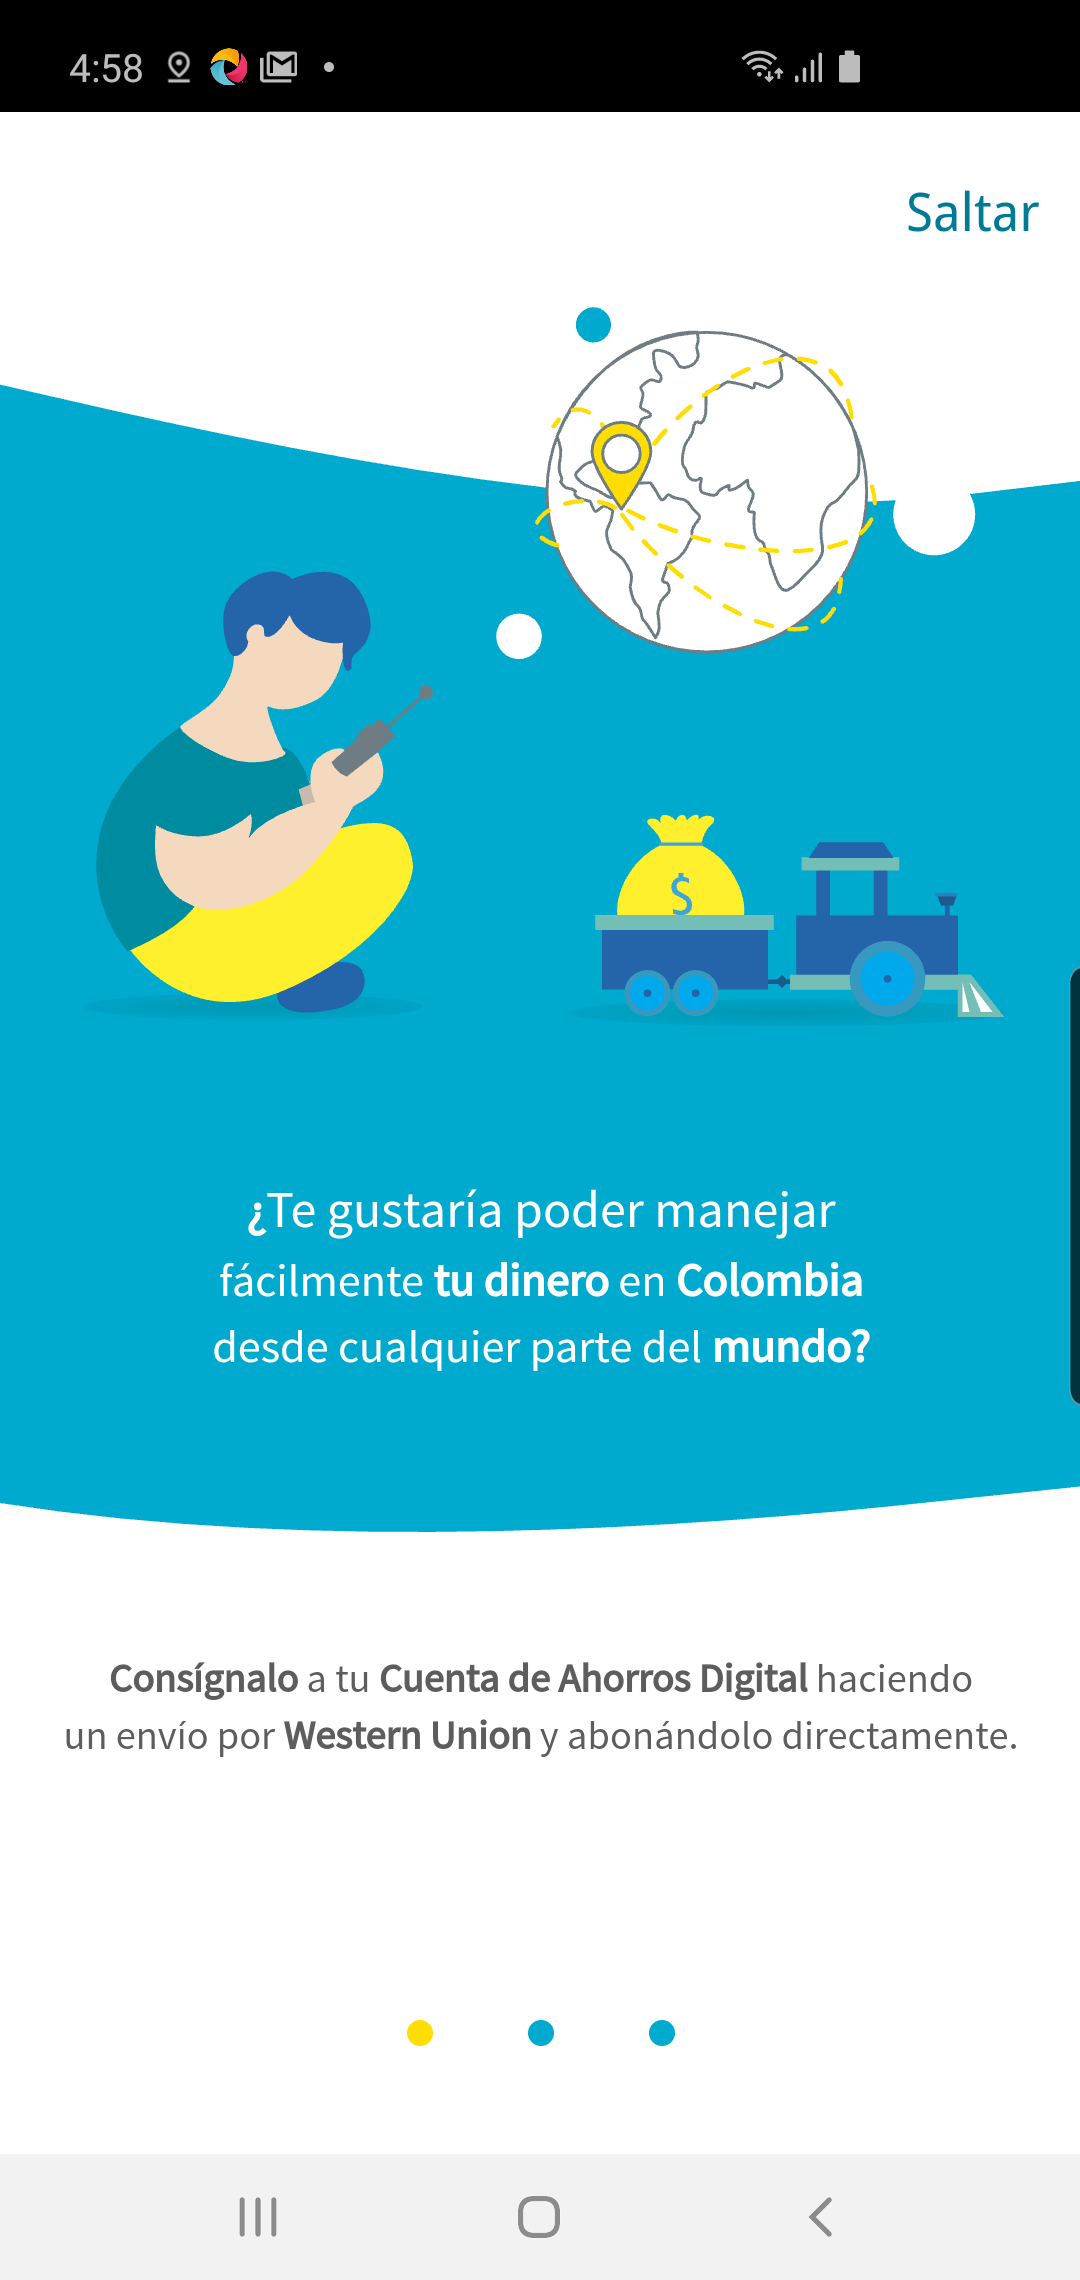 4:58
Saltar
$
¿Te gustaría poder manejar
fácilmente tu dinero en Colombia
desde cualquier parte del mundo?
Consígnalo a tu Cuenta de Ahorros Digital haciendo
un envío por Western Union y abonándolo directamente.